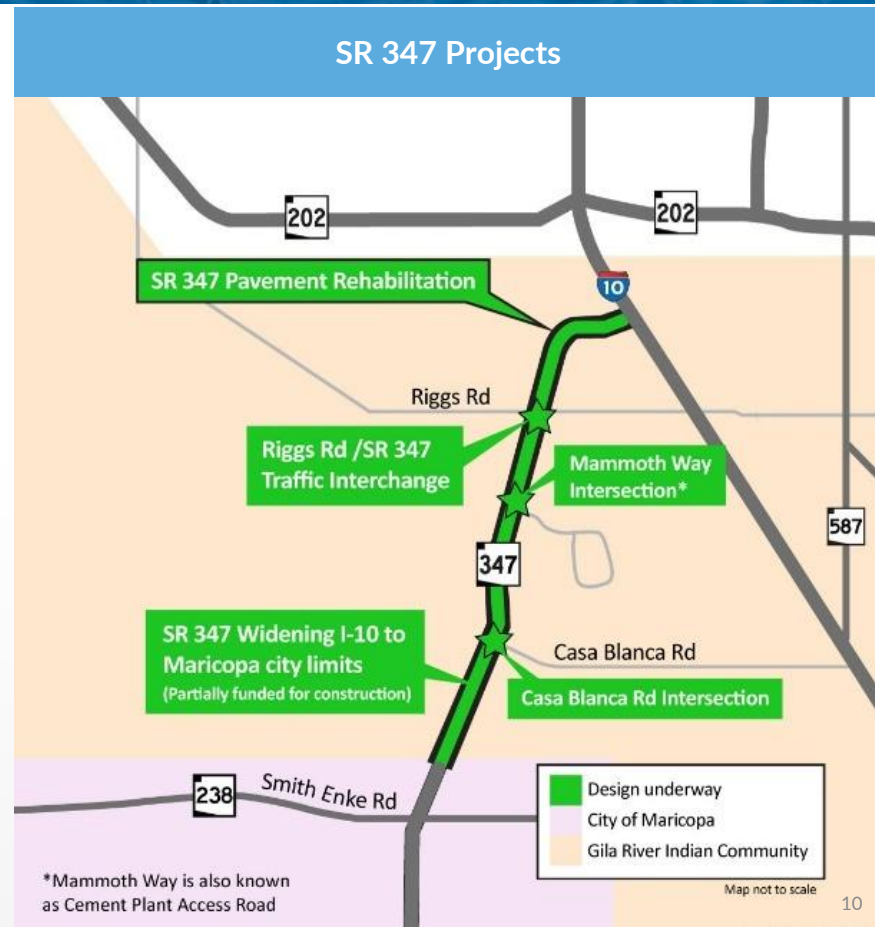 SR 347 Projects
202
202
SR 347 Pavement Rehabilitation
10
Riggs Rd
Riggs Rd /SR 347
Traffic Interchange
Mammoth Way
Intersection*
587
347
SR 347 Widening I-10 to
Maricopa city limits
(Partially funded for construction)
Casa Blanca Rd
Casa Blanca Rd Intersection
238
Smith Enke Rd
Design underway
City of Maricopa
Gila River Indian Community
*Mammoth Way is also known
as Cement Plant Access Road
Map not to scale
10